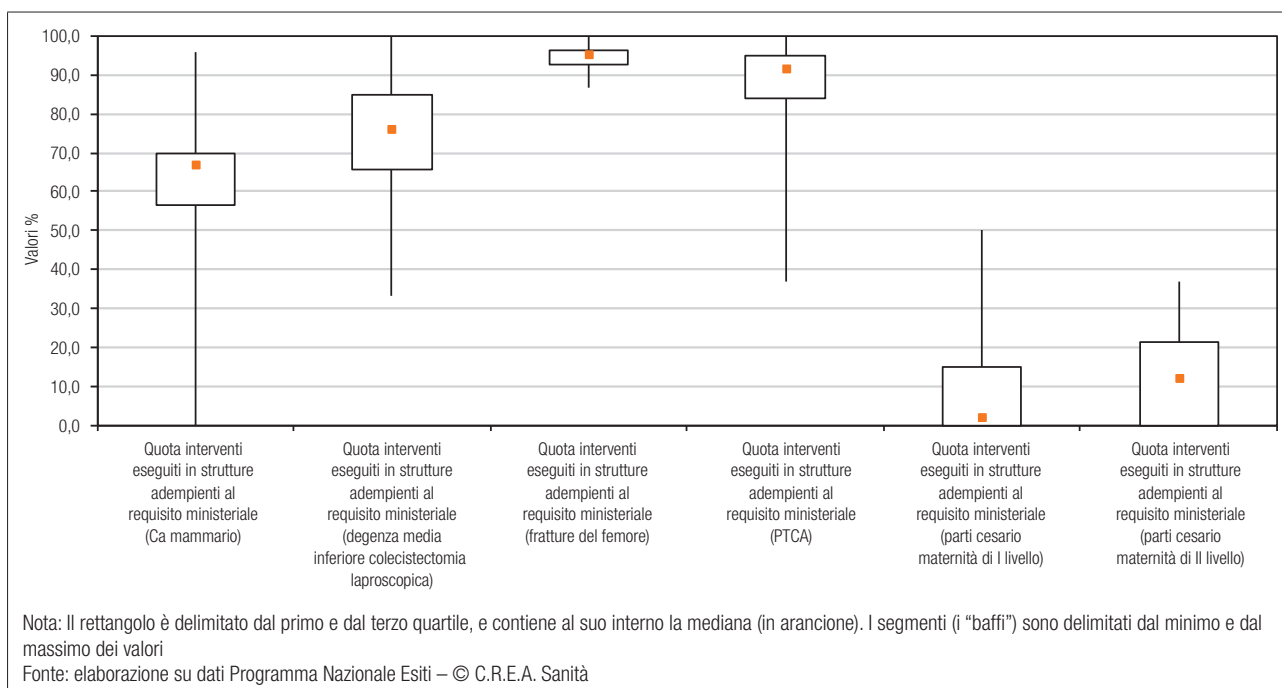 100,0
90,0
80,0
70,0
60,0
50,0
40,0
30,0
20,0
10,0
0,0
Valori %
Quota interventi
eseguiti in strutture
adempienti al
requisito ministeriale
(Ca mammario)
Quota interventi
eseguiti in strutture
adempienti al
requisito ministeriale
(degenza media
inferiore colecistectomia
laproscopica)
Quota interventi
eseguiti in strutture
adempienti al
requisito ministeriale
(fratture del femore)
Quota interventi
eseguiti in strutture
adempienti al
requisito ministeriale
(PTCA)
Quota interventi
eseguiti in strutture
adempienti al
requisito ministeriale
(parti cesario
maternità di I livello)
Quota interventi
eseguiti in strutture
adempienti al
requisito ministeriale
(parti cesario
maternità di II livello)
Nota: Il rettangolo è delimitato dal primo e dal terzo quartile, e contiene al suo interno la mediana (in arancione). I segmenti (i “baffi”) sono delimitati dal minimo e dal
massimo dei valori
Fonte: elaborazione su dati Programma Nazionale Esiti – © C.R.E.A. Sanità